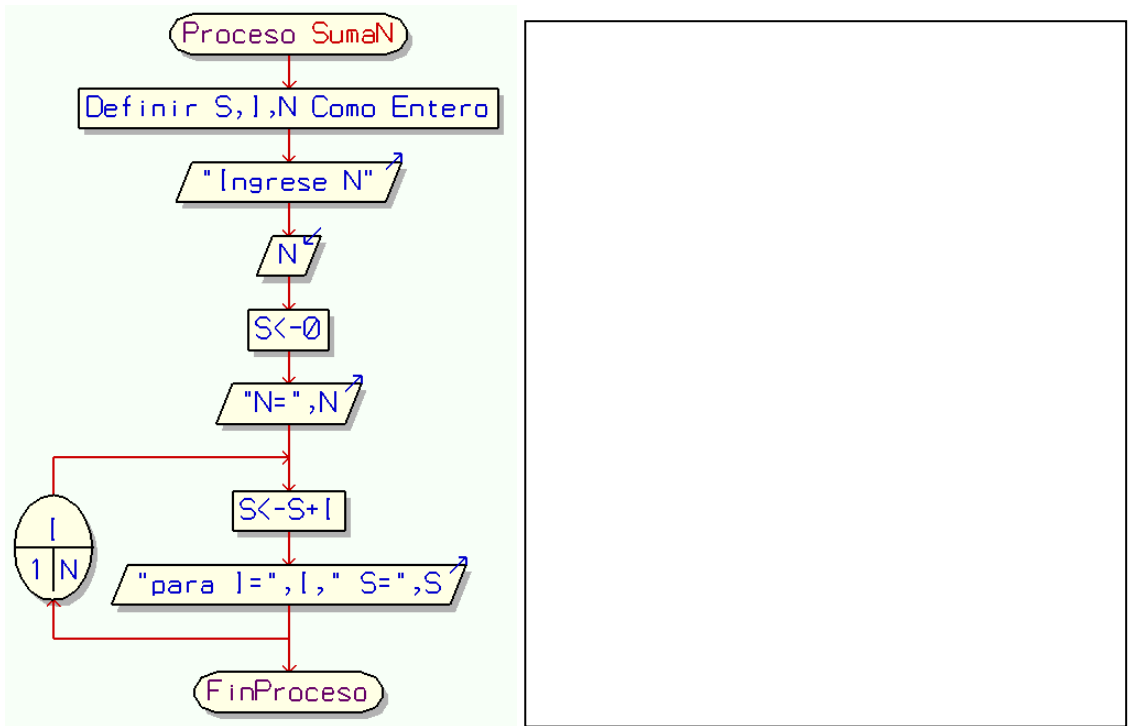 Proceso SumaN
Definir S,I,N Como Entero
"Ingrese N"
N
S<-0
"N=",N
S<-S+I
I
1 N
"para I=",I," S=",S
FinProceso